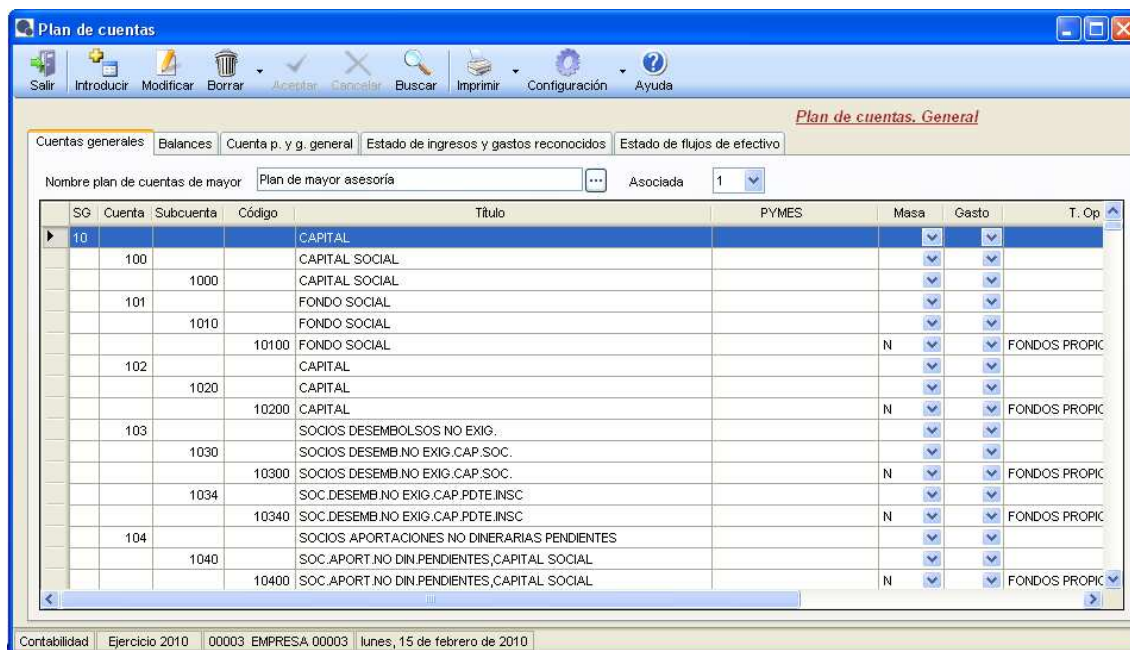 Plan de cuentas
Salir Introducir Modificar Borrar Aceptar Cancelar Buscar Imprimir Configuración Ayuda
Plan de cuentas. General
Cuentas generales Balances Cuenta p. y g. general Estado de ingresos y gastos reconocidos Estado de flujos de efectivo
Nombre plan de cuentas de mayor Plan de mayor asesoría ... Asociada 1
SG Cuenta Subcuenta Código Título PYMES Masa Gasto T. Op
10 CAPITAL
100 CAPITAL SOCIAL
1000 CAPITAL SOCIAL
101 FONDO SOCIAL
1010 FONDO SOCIAL
10100 FONDO SOCIAL N FONDOS PROPIC
102 CAPITAL
1020 CAPITAL
10200 CAPITAL N FONDOS PROPIC
103 SOCIOS DESEMBOLSOS NO EXIG.
1030 SOCIOS DESEMB.NO EXIG.CAP.SOC.
10300 SOCIOS DESEMB.NO EXIG.CAP.SOC. N FONDOS PROPIC
1034 SOC.DESEMB.NO EXIG.CAP.PDTE.INSC
10340 SOC.DESEMB.NO EXIG.CAP.PDTE.INSC N FONDOS PROPIC
104 SOCIOS APORTACIONES NO DINERARIAS PENDIENTES
1040 SOC.APORT.NO DIN.PENDIENTES,CAPITAL SOCIAL
10400 SOC.APORT.NO DIN.PENDIENTES,CAPITAL SOCIAL N FONDOS PROPIC
Contabilidad Ejercicio 2010 00003 EMPRESA 00003 lunes, 15 de febrero de 2010